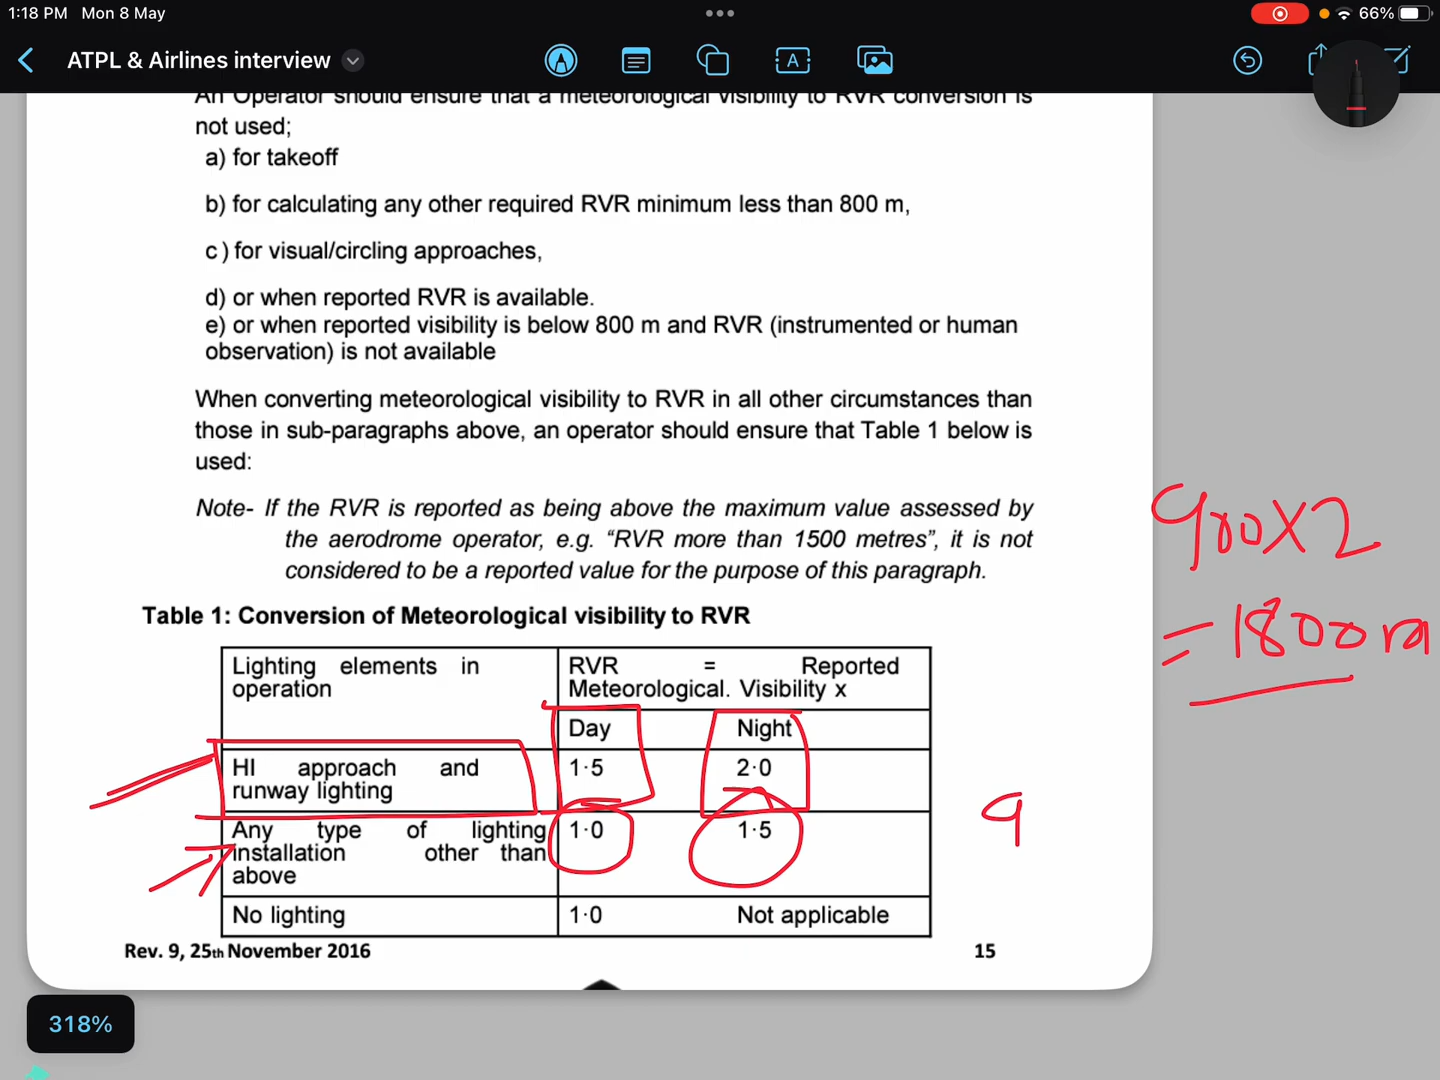 1:18 PM Mon 8 May
66%
ATPL & Airlines interview
A
An Operator should ensure that a meteorological visibility to RVR conversion is
not used;
a) for takeoff
b) for calculating any other required RVR minimum less than 800 m,
c) for visual/circling approaches,
d) or when reported RVR is available.
e) or when reported visibility is below 800 m and RVR (instrumented or human
observation) is not available
When converting meteorological visibility to RVR in all other circumstances than
those in sub-paragraphs above, an operator should ensure that Table 1 below is
used:
Note- If the RVR is reported as being above the maximum value assessed by
the aerodrome operator, e.g. “RVR more than 1500 metres”, it is not
considered to be a reported value for the purpose of this paragraph.
900X2
= 1800m
Table 1: Conversion of Meteorological visibility to RVR
Lighting elements in
operation
RVR = Reported
Meteorological. Visibility x
Day Night
HI approach and
runway lighting
1·5 2·0
Any type of lighting
installation other than
above
1·0 1·5
9
No lighting 1·0 Not applicable
Rev. 9, 25th November 2016 15
318%